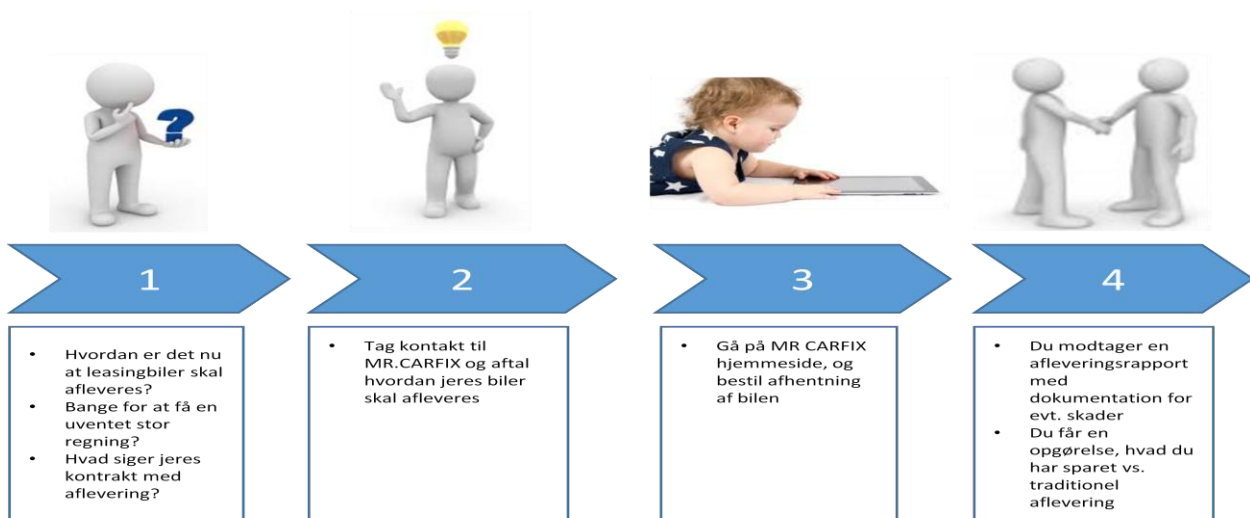 ?
1
2
3
4
• Hvordan er det nu
at leasingbiler skal
afleveres?
• Bange for at få en
uventet stor
regning?
• Hvad siger jeres
kontrakt med
aflevering?
• Tag kontakt til
MR.CARFIX og aftal
hvordan jeres biler
skal afleveres
• Gå på MR CARFIX
hjemmeside, og
bestil afhentning
af bilen
• Du modtager en
afleveringsrapport
med
dokumentation for
evt. skader
• Du får en
opgørelse, hvad du
har sparet vs.
traditionel
aflevering